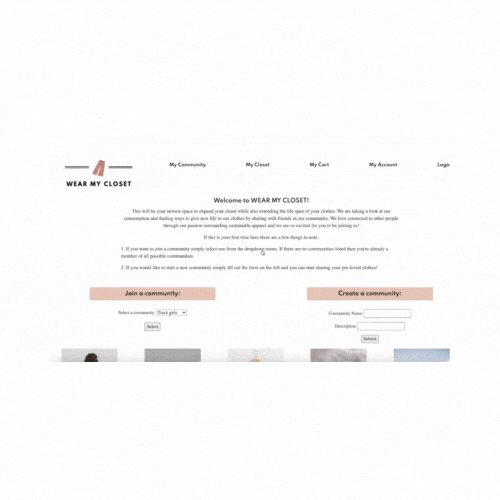 My Community My Closet My Cart My Account Logo
WEAR MY CLOSET
Welcome to WEAR MY CLOSET!
This will be your newest space to expand your closet while also extending the life span of your clothes. We are taking a look at our
consumption and finding ways to give new life to our clothes by sharing with friends in our community. We love connected to other people
through our passion surrounding sustainable apparel and we are so excited for you to be joining us!
If this is your first time here there are a few things to note:
1. If you want to join a community simply select one from the dropdown menu. If there are no communities listed then you're already a
member of all possible communities.
2. If you would like to start a new community simply fill out the form on the left and you can start sharing your pre-loved clothes!
Join a community:
Select a community:
Select
Create a community:
Community Name
Description
Submit